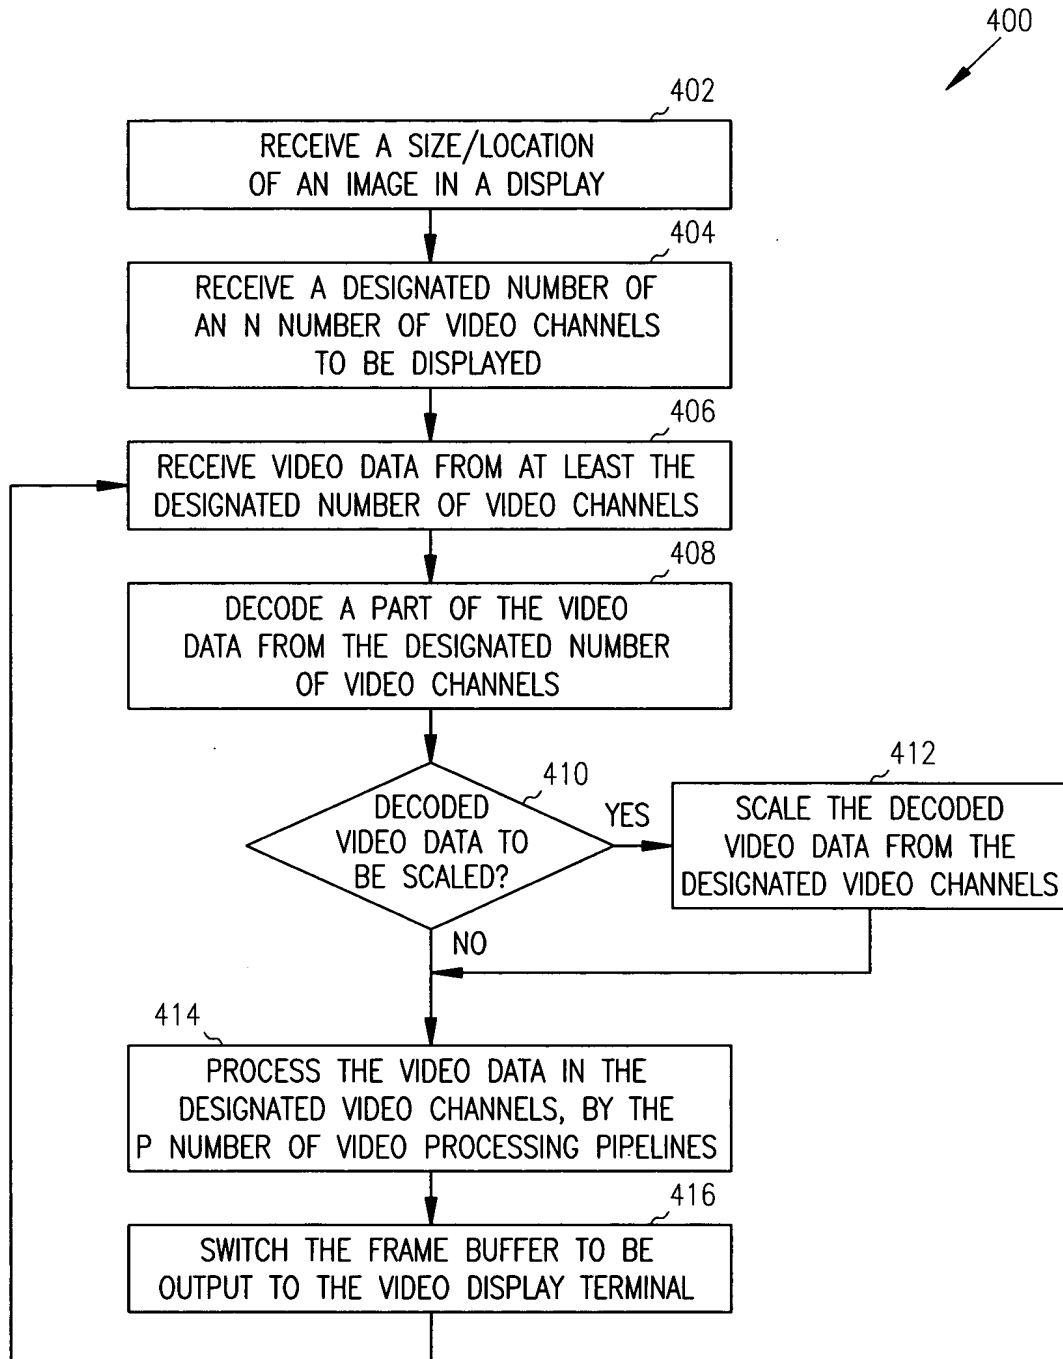 400
402
RECEIVE A SIZE/LOCATION
OF AN IMAGE IN A DISPLAY
404
RECEIVE A DESIGNATED NUMBER OF
AN N NUMBER OF VIDEO CHANNELS
TO BE DISPLAYED
406
RECEIVE VIDEO DATA FROM AT LEAST THE
DESIGNATED NUMBER OF VIDEO CHANNELS
408
DECODE A PART OF THE VIDEO
DATA FROM THE DESIGNATED NUMBER
OF VIDEO CHANNELS
410
DECODED
VIDEO DATA TO
BE SCALED?
YES
412
SCALE THE DECODED
VIDEO DATA FROM THE
DESIGNATED VIDEO CHANNELS
NO
414
PROCESS THE VIDEO DATA IN THE
DESIGNATED VIDEO CHANNELS, BY THE
P NUMBER OF VIDEO PROCESSING PIPELINES
416
SWITCH THE FRAME BUFFER TO BE
OUTPUT TO THE VIDEO DISPLAY TERMINAL